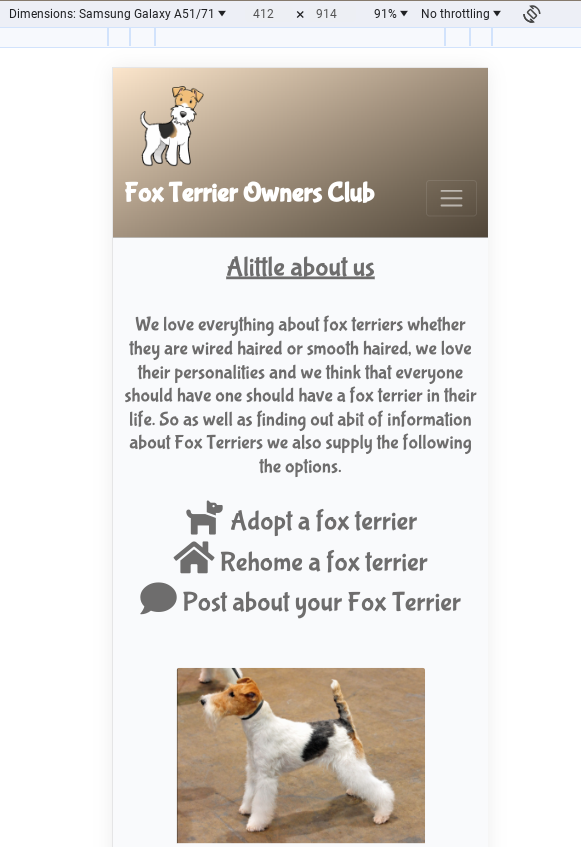 Dimensions: Samsung Galaxy A51/71 412 × 914 91% No throttling
Fox Terrier Owners Club
Alittle about us
We love everything about fox terriers whether
they are wired haired or smooth haired, we love
their personalities and we think that everyone
should have one should have a fox terrier in their
life. So as well as finding out abit of information
about Fox Terriers we also supply the following
the options.
Adopt a fox terrier
Rehome a fox terrier
Post about your Fox Terrier